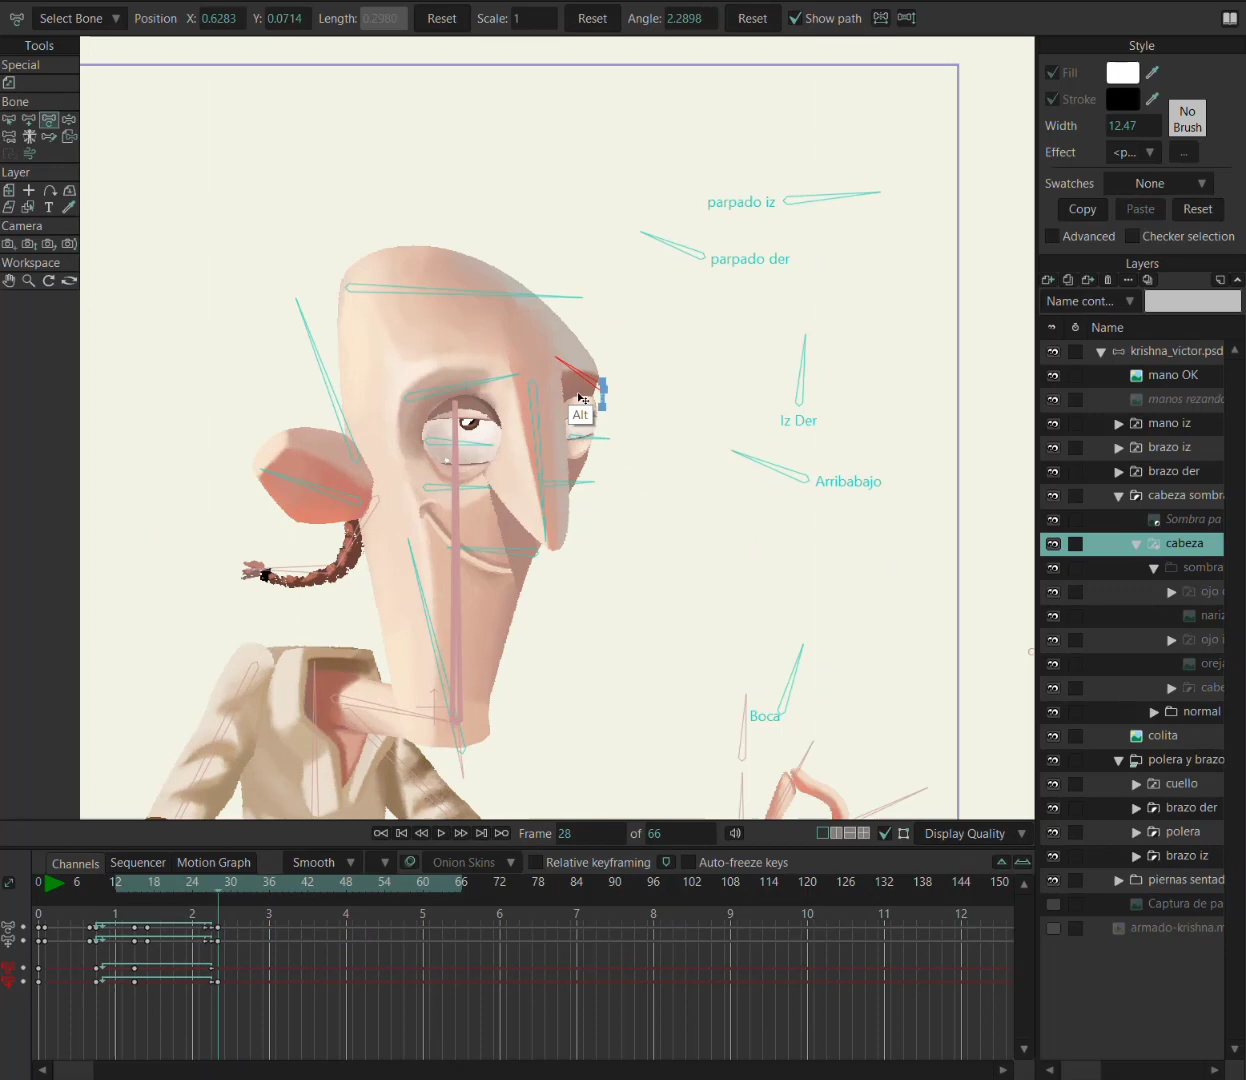 Select Bone Position X: 0.6283 Y: 0.0714 Length: 0.2980 Reset Scale: 1 Reset Angle: 2.2898 Reset Show path
Tools
Special
Bone
Layer
T
Camera
Workspace
parpado iz
parpado der
Iz Der
Arribabajo
Boca
Alt
Style
Fill
Stroke
No
Brush
Width 12.47
Effect <p... ...
Swatches None
Copy Paste Reset
Advanced Checker selection
Layers
Name cont...
Name
krishna_victor.psd
mano OK
manos rezando
mano iz
brazo iz
brazo der
cabeza sombr
Sombra pa
cabeza
sombra
ojo
nariz
ojo i
orej
cabe
normal
colita
polera y brazo
cuello
brazo der
polera
brazo iz
piernas sentad
Captura de pa
armado-krishna.m
Frame 28 of 66 Display Quality
Channels Sequencer Motion Graph Smooth Onion Skins Relative keyframing Auto-freeze keys
0 6 12 18 24 30 36 42 48 54 60 66 72 78 84 90 96 102 108 114 120 126 132 138 144 150
0 1 2 3 4 5 6 7 8 9 10 11 12